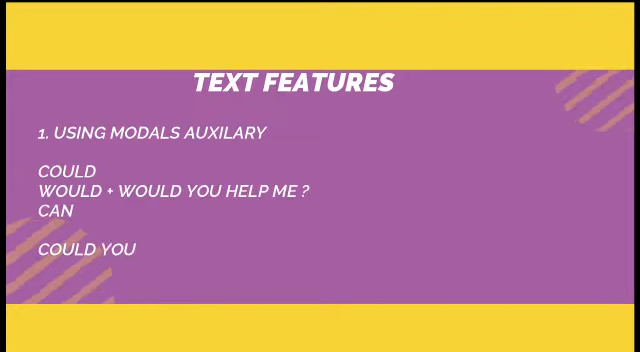 TEXT FEATURES
1. USING MODALS AUXILARY
COULD
WOULD + WOULD YOU HELP ME ?
CAN
COULD YOU